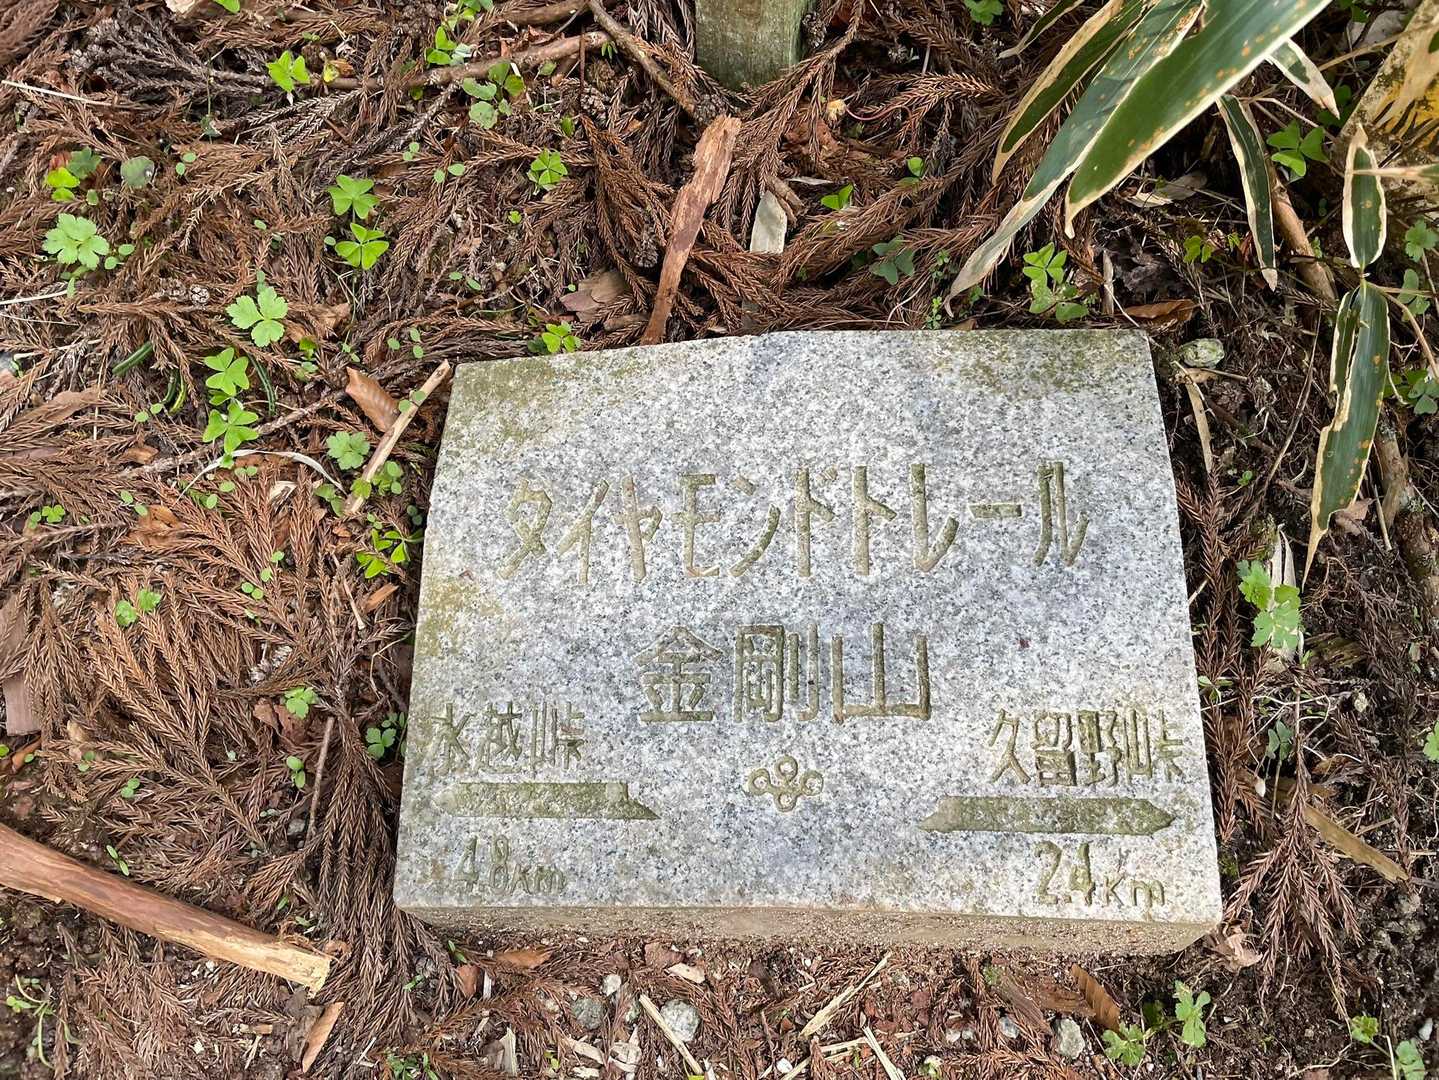 ダイヤモンドトレール
金剛山
水越峠
久留野峠
4.8Km
2.4Km